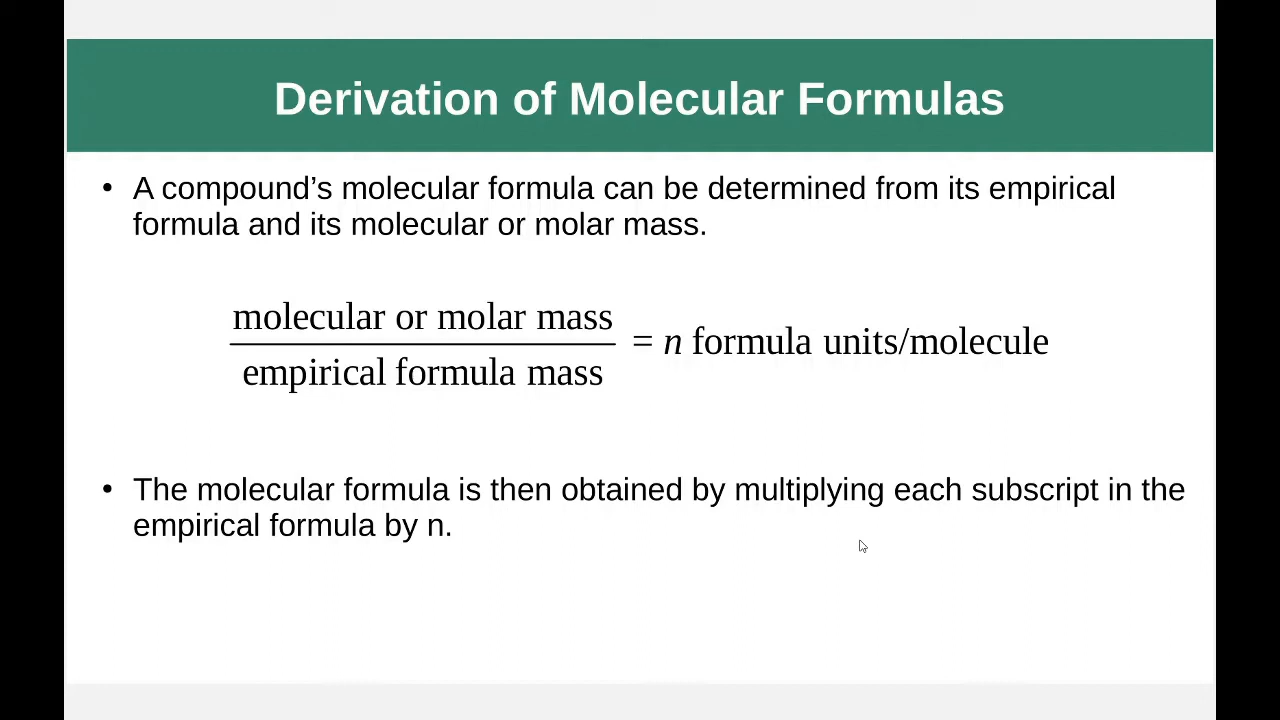 Derivation of Molecular Formulas
• A compound’s molecular formula can be determined from its empirical
formula and its molecular or molar mass.
molecular or molar mass
empirical formula mass
= n formula units/molecule
• The molecular formula is then obtained by multiplying each subscript in the
empirical formula by n.